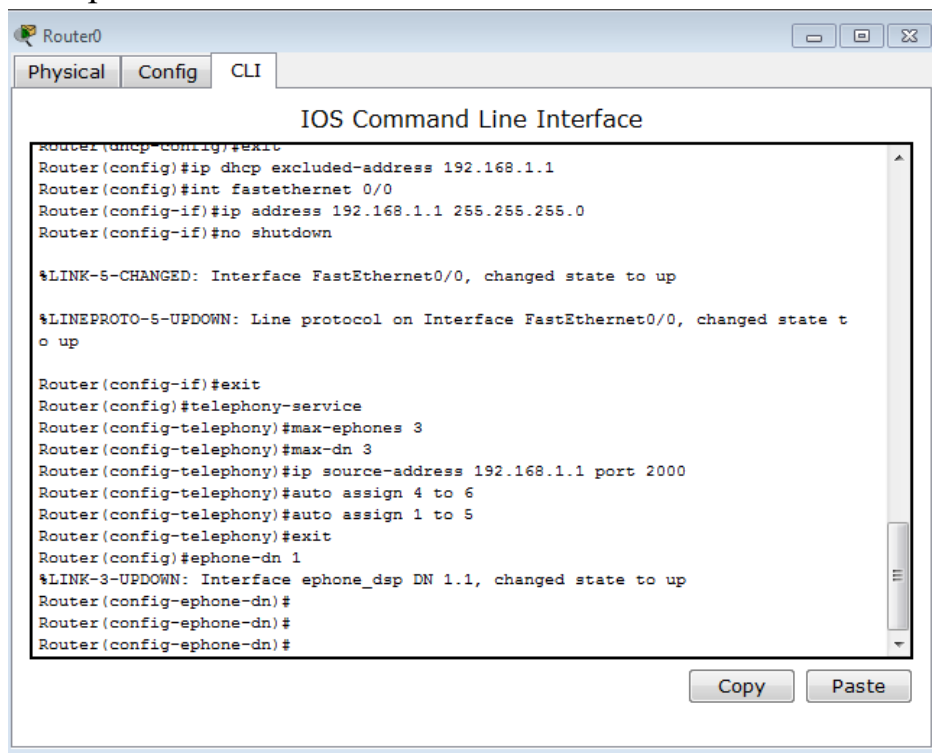 Router0
Physical Config CLI
IOS Command Line Interface
Router(dhcp-config)#exit
Router(config)#ip dhcp excluded-address 192.168.1.1
Router(config)#int fastethernet 0/0
Router(config-if)#ip address 192.168.1.1 255.255.255.0
Router(config-if)#no shutdown
%LINK-5-CHANGED: Interface FastEthernet0/0, changed state to up
%LINEPROTO-5-UPDOWN: Line protocol on Interface FastEthernet0/0, changed state t
o up
Router(config-if)#exit
Router(config)#telephony-service
Router(config-telephony)#max-ephones 3
Router(config-telephony)#max-dn 3
Router(config-telephony)#ip source-address 192.168.1.1 port 2000
Router(config-telephony)#auto assign 4 to 6
Router(config-telephony)#auto assign 1 to 5
Router(config-telephony)#exit
Router(config)#ephone-dn 1
%LINK-3-UPDOWN: Interface ephone_dsp DN 1.1, changed state to up
Router(config-ephone-dn)#
Router(config-ephone-dn)#
Router(config-ephone-dn)#
Copy Paste